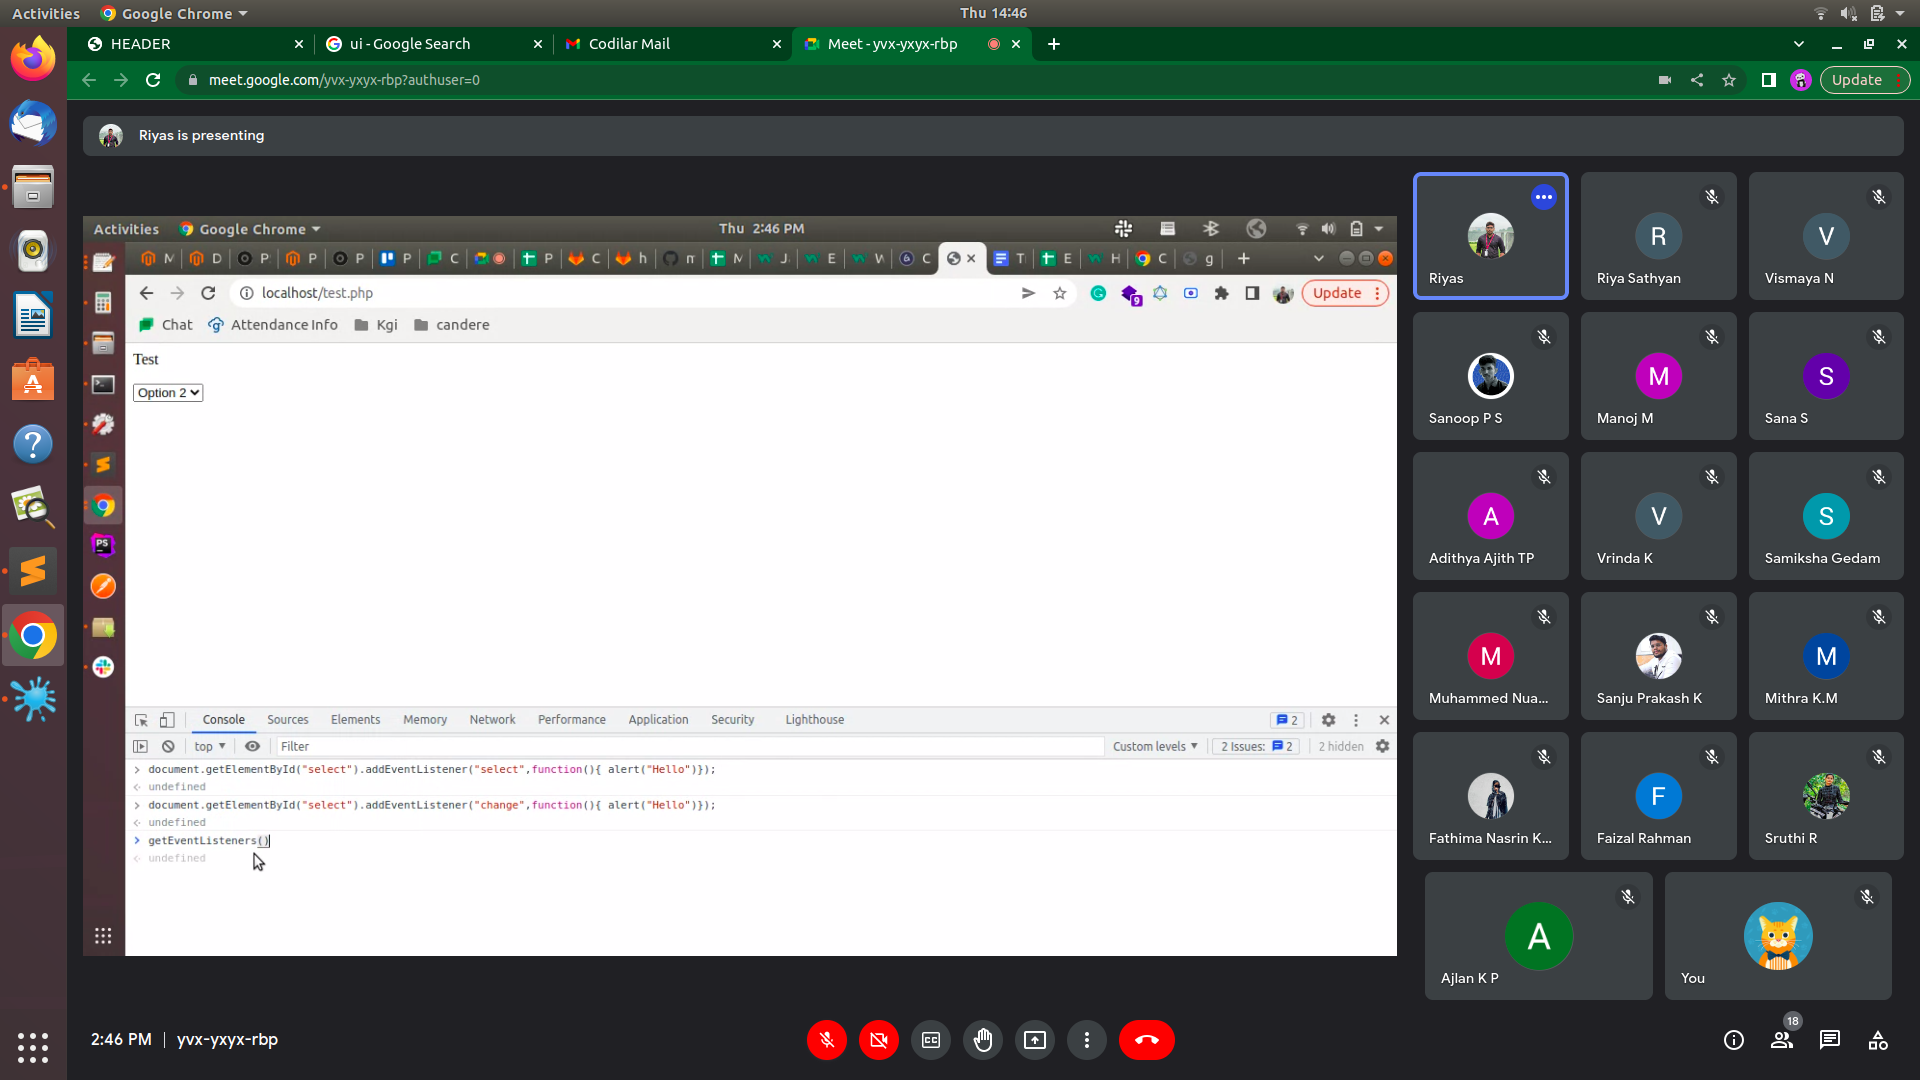 Activities
Google Chrome
Thu 14:46
HEADER
ui - Google Search
Codilar Mail
Meet - yvx-yxyx-rbp
meet.google.com/yvx-yxyx-rbp?authuser=0
Update
Riyas is presenting
Activities
Google Chrome
Thu 2:46 PM
M
D
P
P
P
P
C
P
C
h
m
M
J
E
W
C
T
E
H
C
g
localhost/test.php
9
Update
Chat
Attendance Info
Kgi
candere
Test
Option 2
Console
Sources
Elements
Memory
Network
Performance
Application
Security
Lighthouse
2
top
Filter
Custom levels
2 Issues:
2
2 hidden
document.getElementById("select").addEventListener("select",function(){ alert("Hello")});
undefined
document.getElementById("select").addEventListener("change",function(){ alert("Hello")});
undefined
getEventListeners()
undefined
PS
Riyas
R
Riya Sathyan
V
Vismaya N
Sanoop P S
M
Manoj M
S
Sana S
A
Adithya Ajith TP
V
Vrinda K
S
Samiksha Gedam
M
Muhammed Nua...
Sanju Prakash K
M
Mithra K.M
Fathima Nasrin K...
F
Faizal Rahman
Sruthi R
A
Ajlan K P
You
2:46 PM
yvx-yxyx-rbp
18